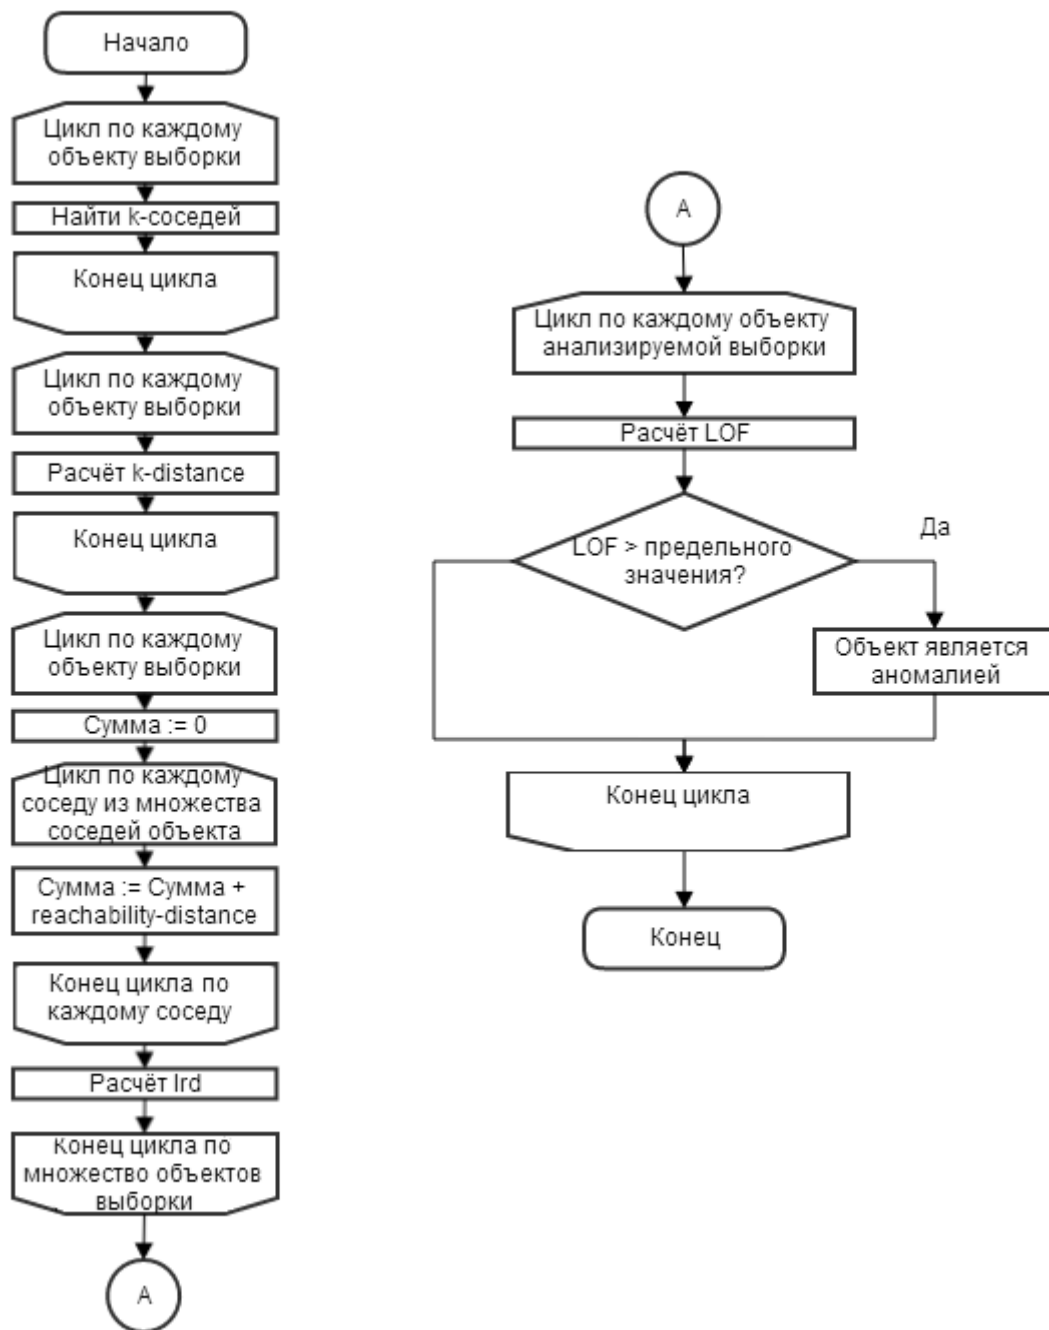 Начало
Цикл по каждому
объекту выборки
Найти k-соседей
Конец цикла
Цикл по каждому
объекту выборки
Расчёт k-distance
Конец цикла
Цикл по каждому
объекту выборки
Сумма := 0
Цикл по каждому
соседу из множества
соседей объекта
Сумма := Сумма +
reachability-distance
Конец цикла по
каждому соседу
Расчёт lrd
Конец цикла по
множество объектов
выборки
А
А
Цикл по каждому объекту
анализируемой выборки
Расчёт LOF
LOF > предельного
значения?
Да
Объект является
аномалией
Конец цикла
Конец